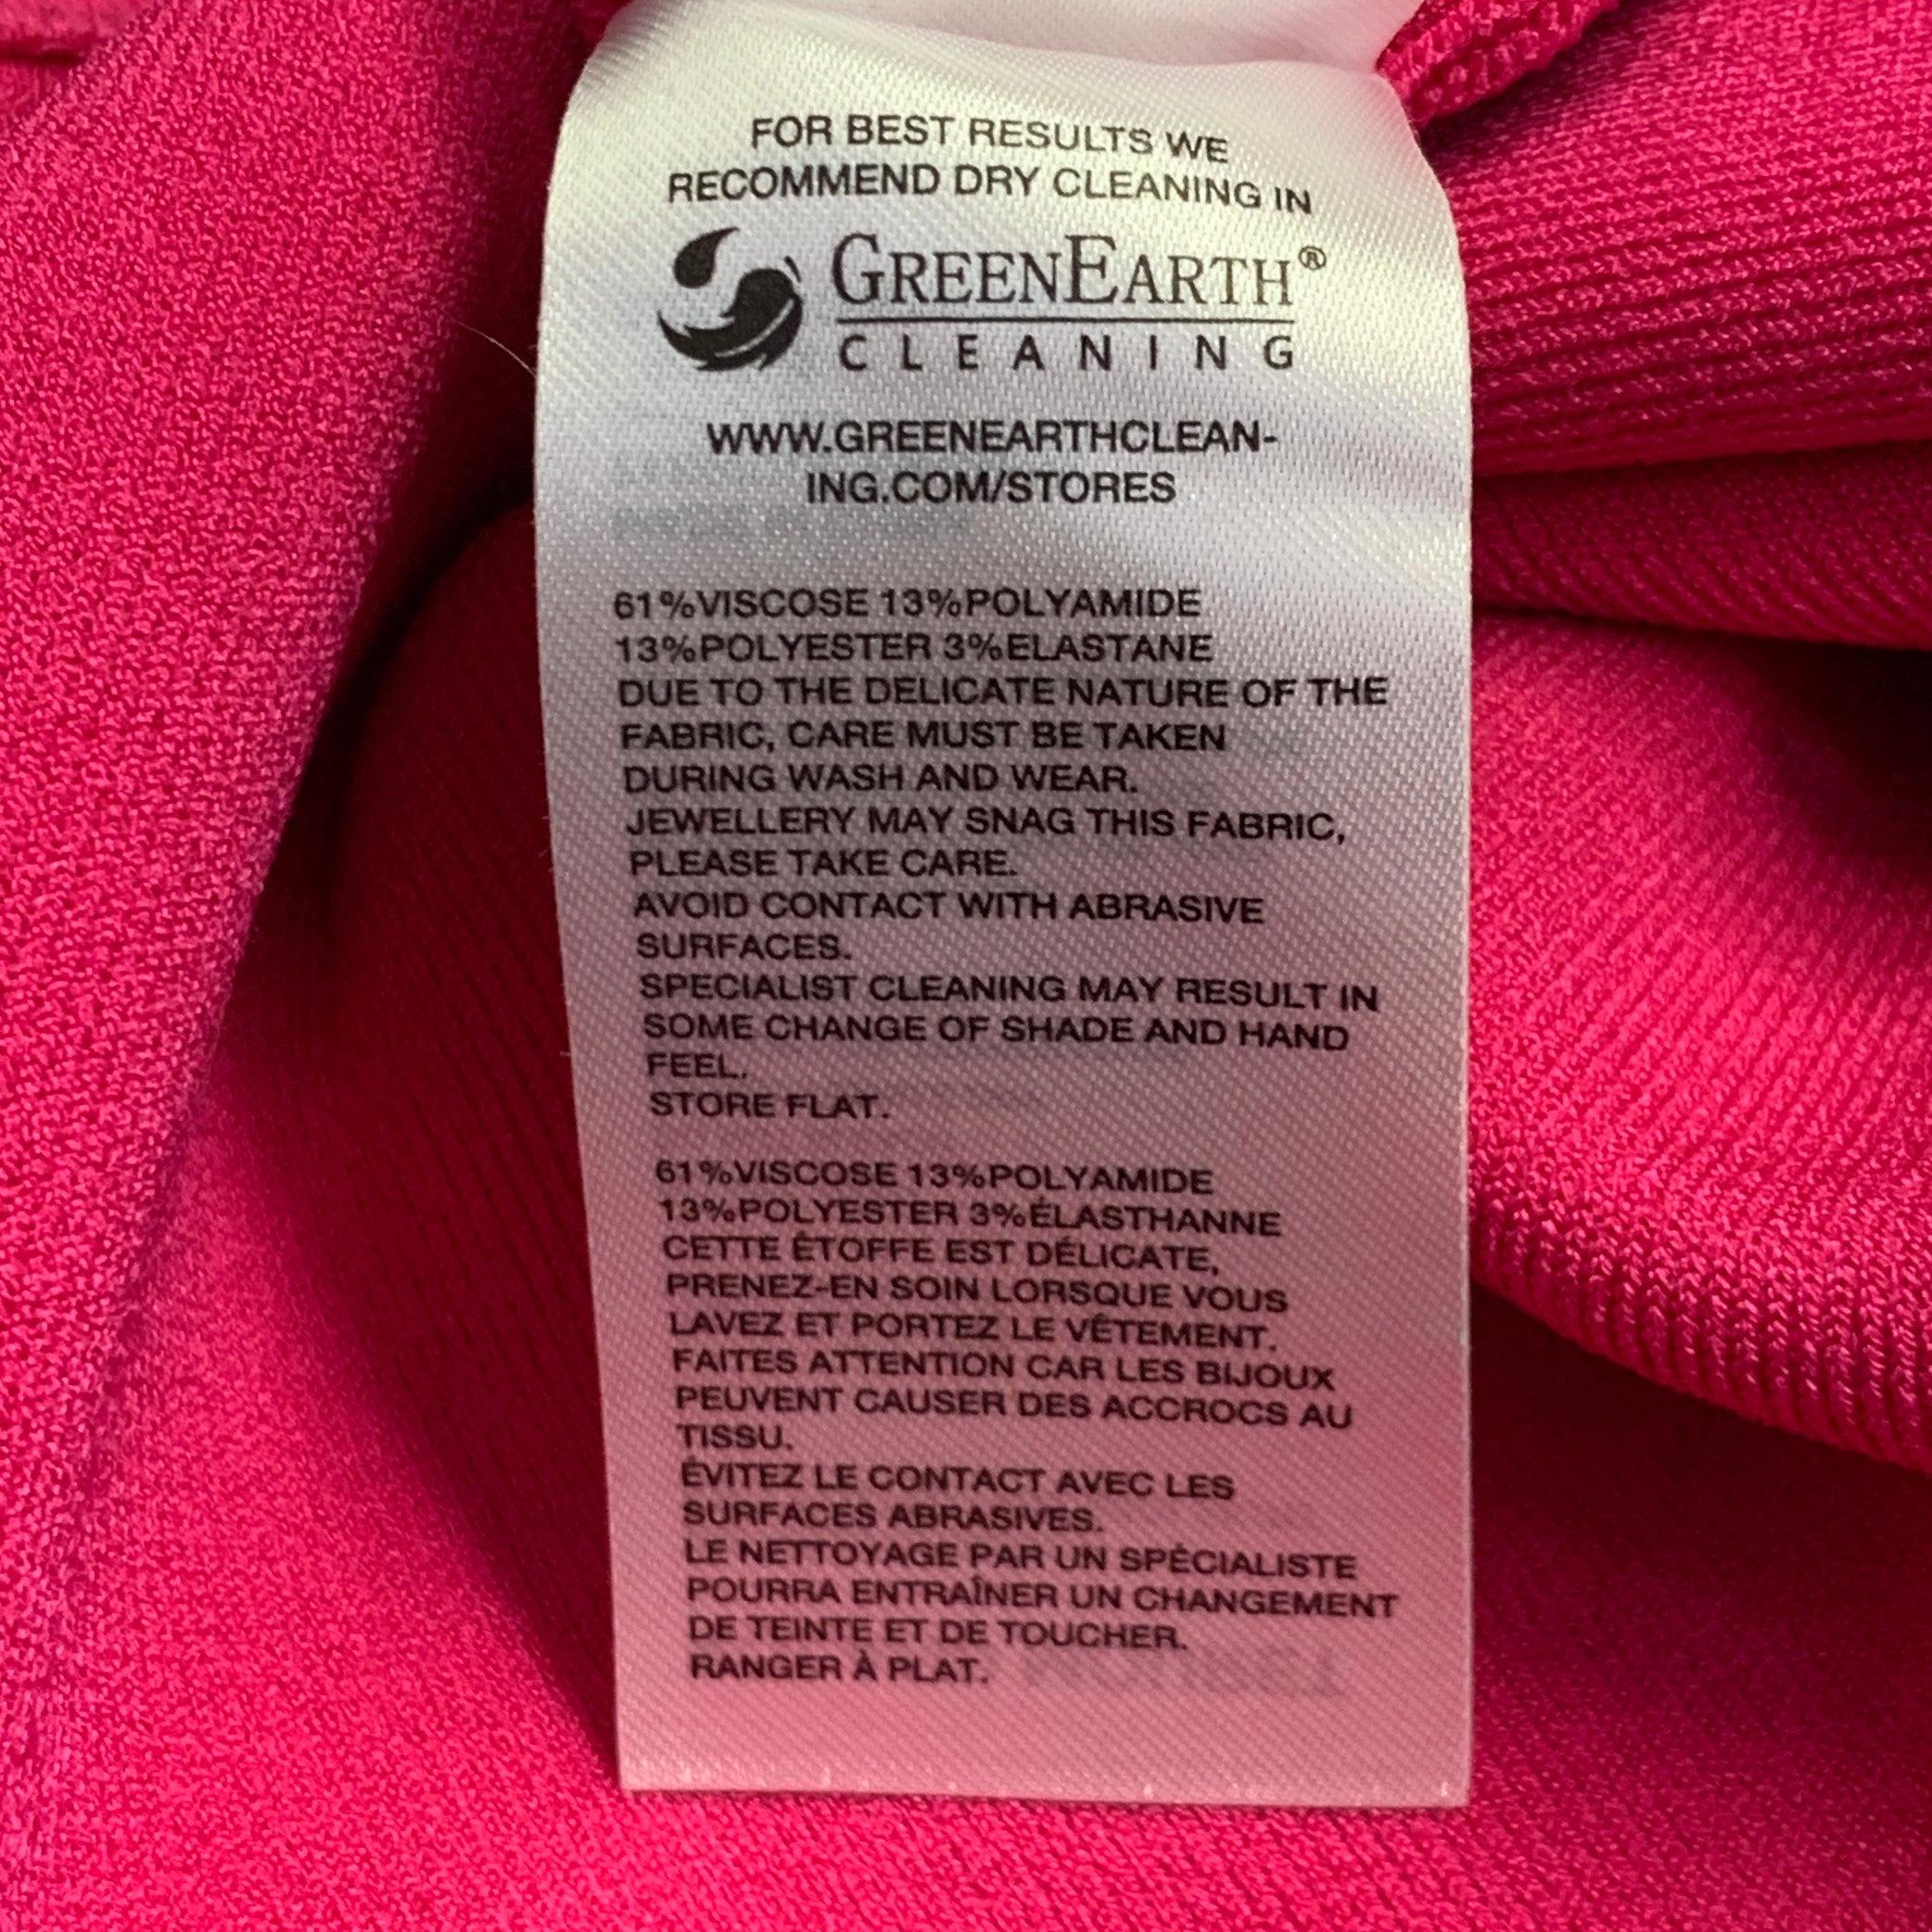 FOR BEST RESULTS WE
RECOMMEND DRY CLEANING IN
GREENEARTH®
CLEANING
WWW.GREENEARTHCLEAN-
ING.COM/STORES
61%VISCOSE 13%POLYAMIDE
13%POLYESTER 3%ELASTANE
DUE TO THE DELICATE NATURE OF THE
FABRIC, CARE MUST BE TAKEN
DURING WASH AND WEAR.
JEWELLERY MAY SNAG THIS FABRIC,
PLEASE TAKE CARE.
AVOID CONTACT WITH ABRASIVE
SURFACES.
SPECIALIST CLEANING MAY RESULT IN
SOME CHANGE OF SHADE AND HAND
FEEL.
STORE FLAT.
61%VISCOSE 13%POLYAMIDE
13%POLYESTER 3%ÉLASTHANNE
CETTE ÉTOFFE EST DÉLICATE,
PRENEZ-EN SOIN LORSQUE VOUS
LAVEZ ET PORTEZ LE VÊTEMENT.
FAITES ATTENTION CAR LES BIJOUX
PEUVENT CAUSER DES ACCROCS AU
TISSU.
ÉVITEZ LE CONTACT AVEC LES
SURFACES ABRASIVES.
LE NETTOYAGE PAR UN SPÉCIALISTE
POURRA ENTRAÎNER UN CHANGEMENT
DE TEINTE ET DE TOUCHER.
RANGER À PLAT.